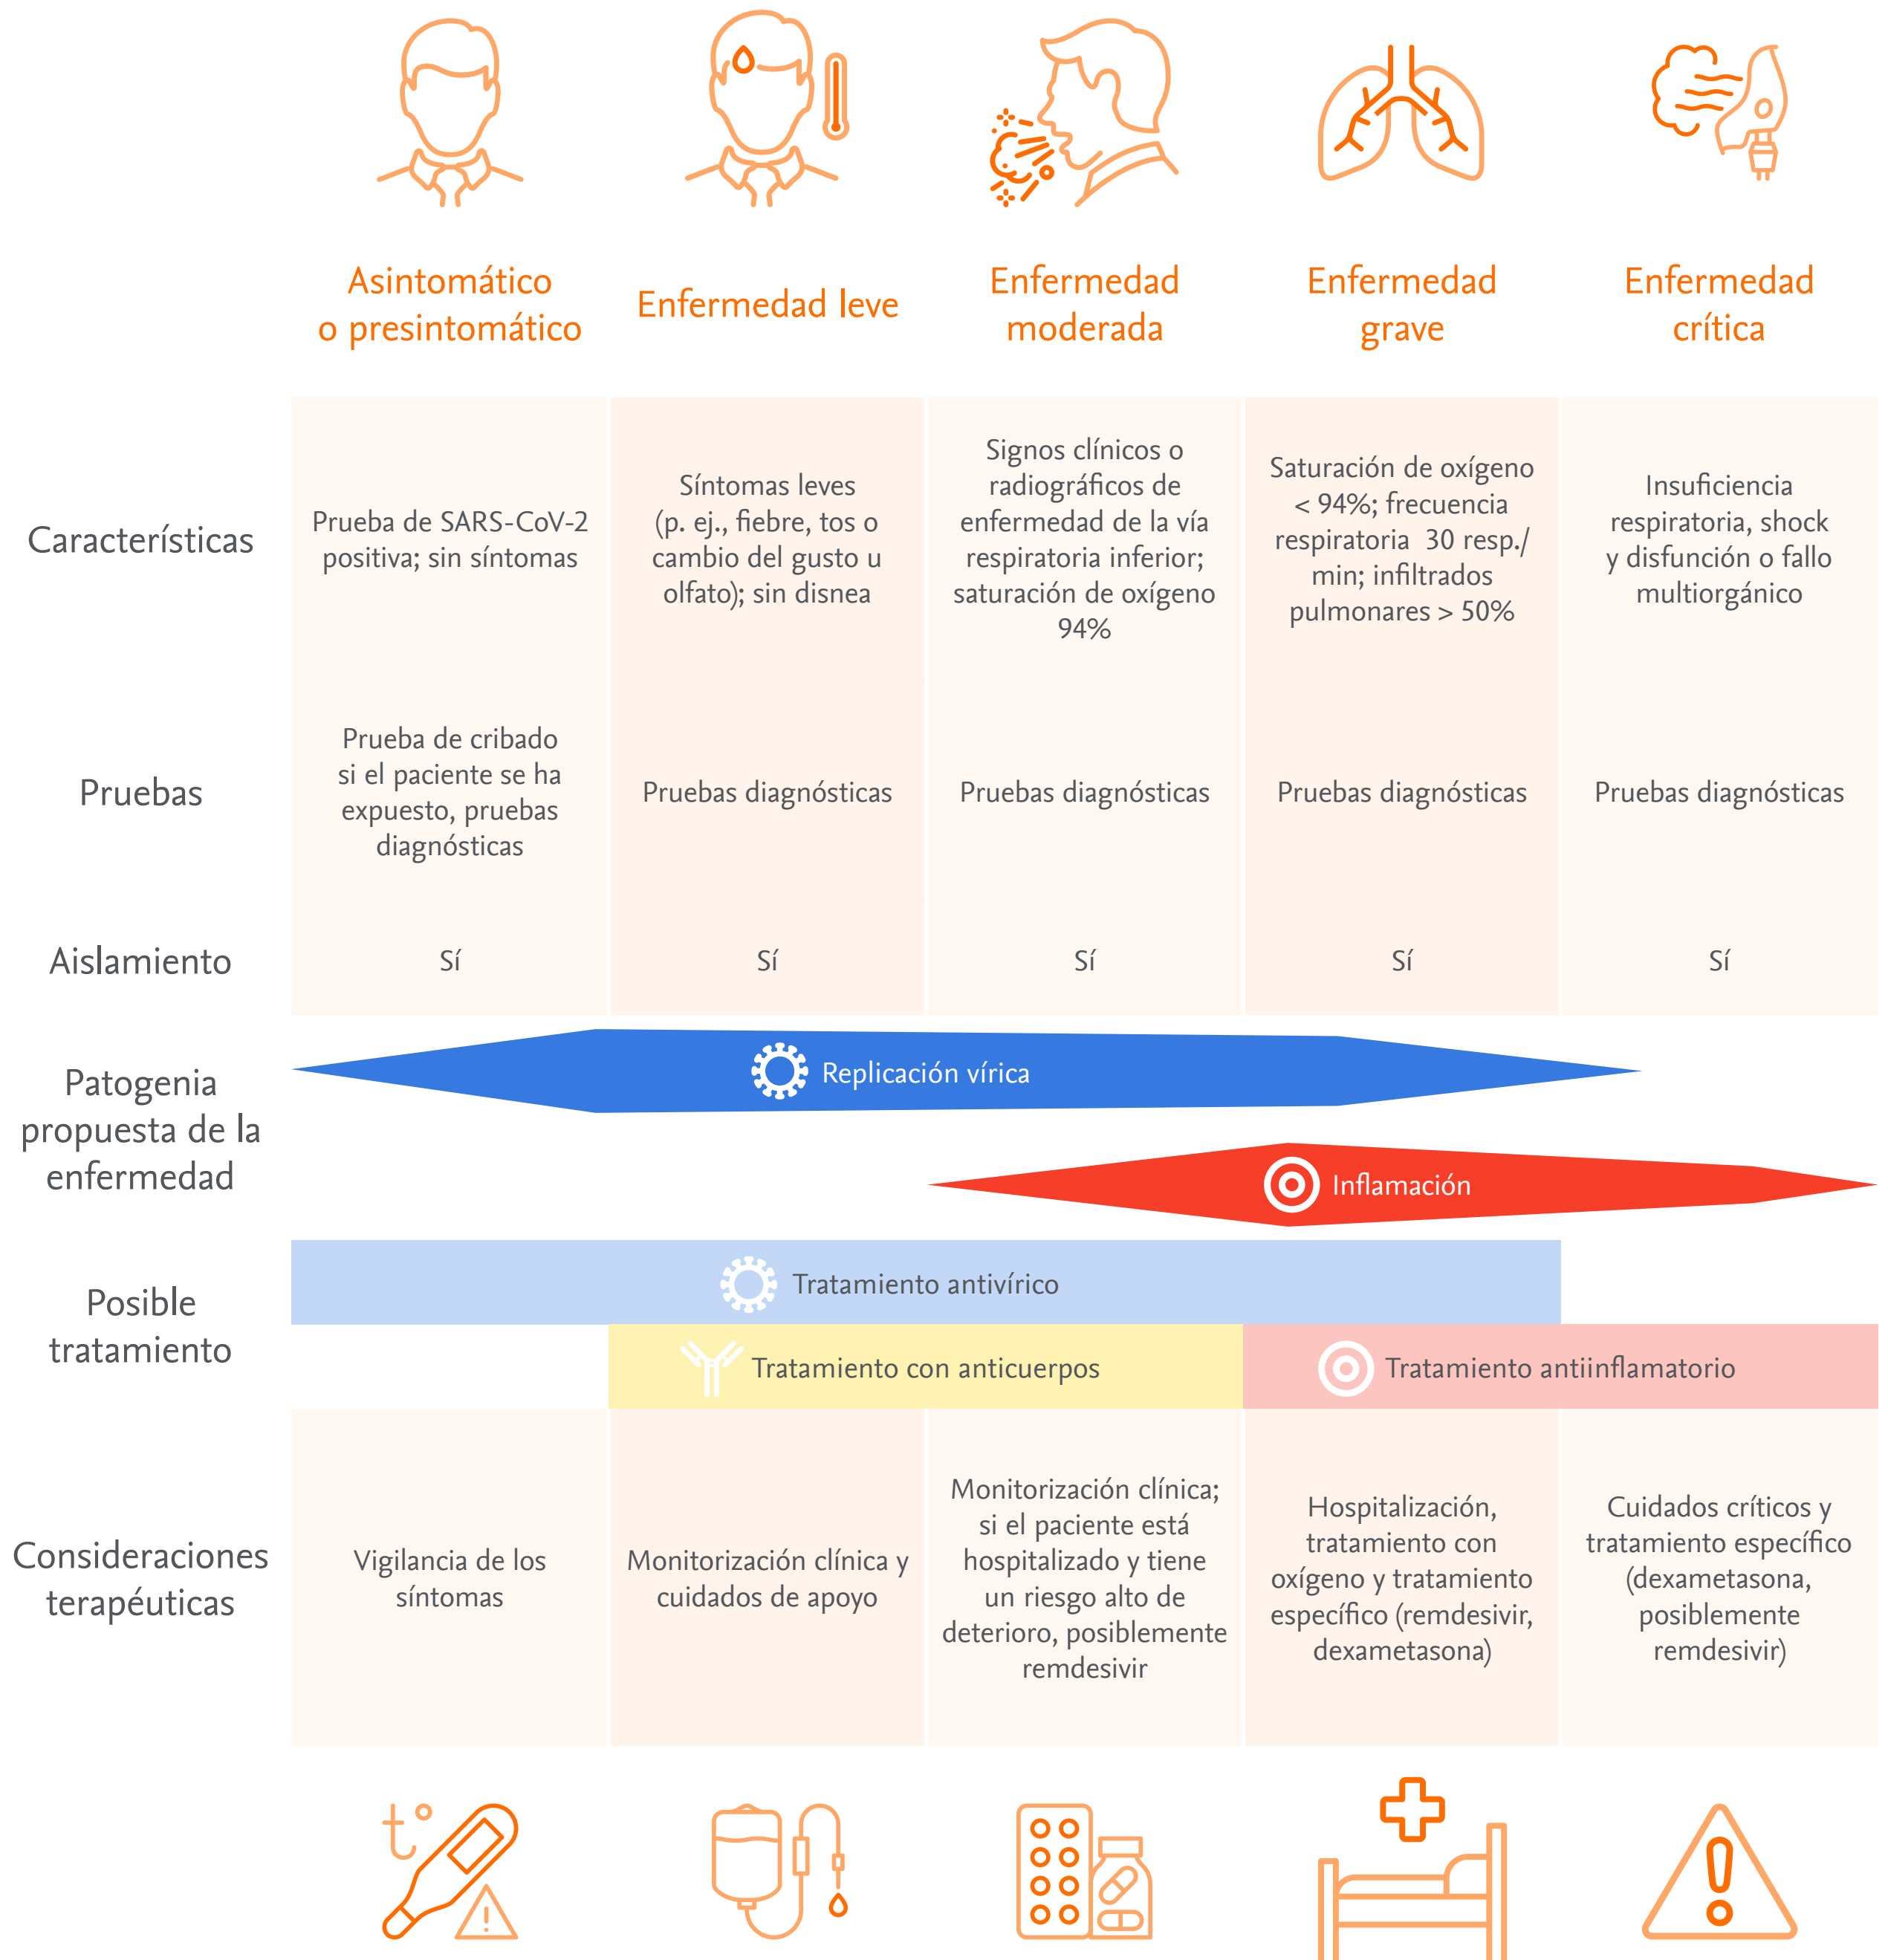 Asintomático
o presintomático
Enfermedad leve
Enfermedad
moderada
Enfermedad
grave
Enfermedad
crítica
Características
Prueba de SARS-CoV-2
positiva; sin síntomas
Síntomas leves
(p. ej., fiebre, tos o
cambio del gusto u
olfato); sin disnea
Signos clínicos o
radiográficos de
enfermedad de la vía
respiratoria inferior;
saturación de oxígeno
94%
Saturación de oxígeno
< 94%; frecuencia
respiratoria 30 resp./
min; infiltrados
pulmonares > 50%
Insuficiencia
respiratoria, shock
y disfunción o fallo
multiorgánico
Pruebas
Prueba de cribado
si el paciente se ha
expuesto, pruebas
diagnósticas
Pruebas diagnósticas
Pruebas diagnósticas
Pruebas diagnósticas
Pruebas diagnósticas
Aislamiento
Sí
Sí
Sí
Sí
Sí
Patogenia
propuesta de la
enfermedad
Replicación vírica
Inflamación
Posible
tratamiento
Tratamiento antivírico
Tratamiento con anticuerpos
Tratamiento antiinflamatorio
Consideraciones
terapéuticas
Vigilancia de los
síntomas
Monitorización clínica y
cuidados de apoyo
Monitorización clínica;
si el paciente está
hospitalizado y tiene
un riesgo alto de
deterioro, posiblemente
remdesivir
Hospitalización,
tratamiento con
oxígeno y tratamiento
específico (remdesivir,
dexametasona)
Cuidados críticos y
tratamiento específico
(dexametasona,
posiblemente
remdesivir)
t°